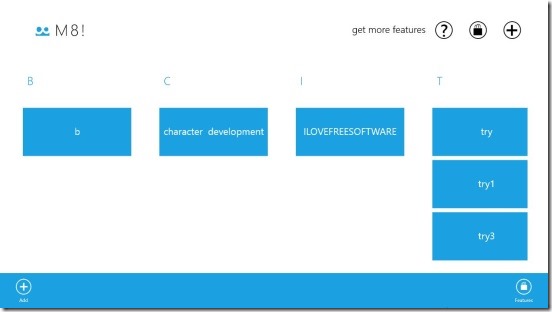 M8!
get more features ?
B
C
I
T
b
character development
ILOVEFREESOFTWARE
try
try1
try3
Add
Features